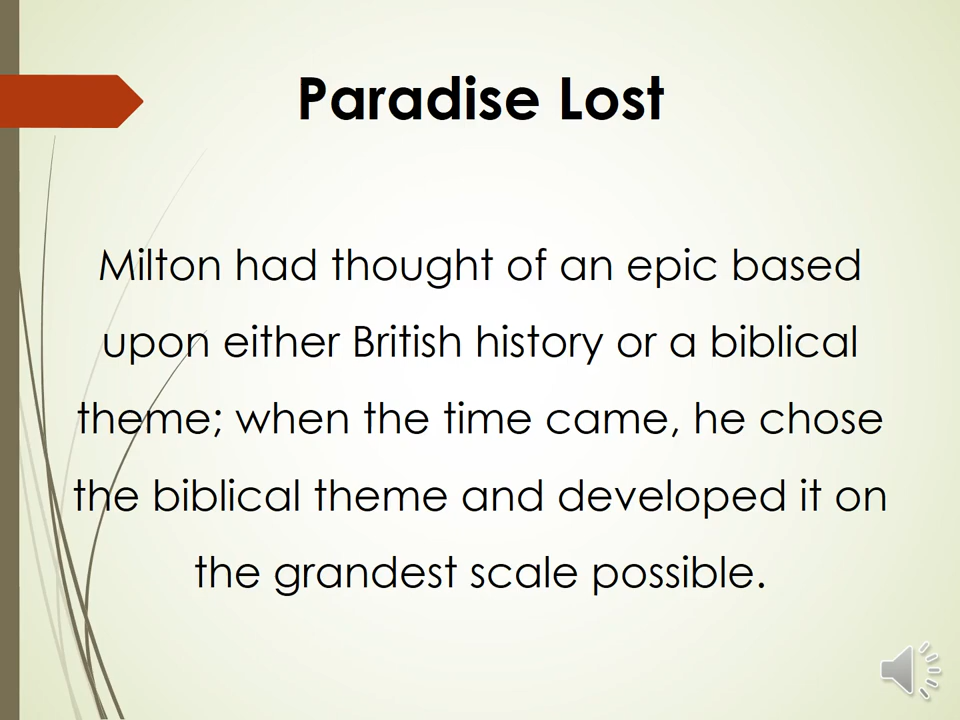 Paradise Lost
Milton had thought of an epic based
upon either British history or a biblical
theme; when the time came, he chose
the biblical theme and developed it on
the grandest scale possible.